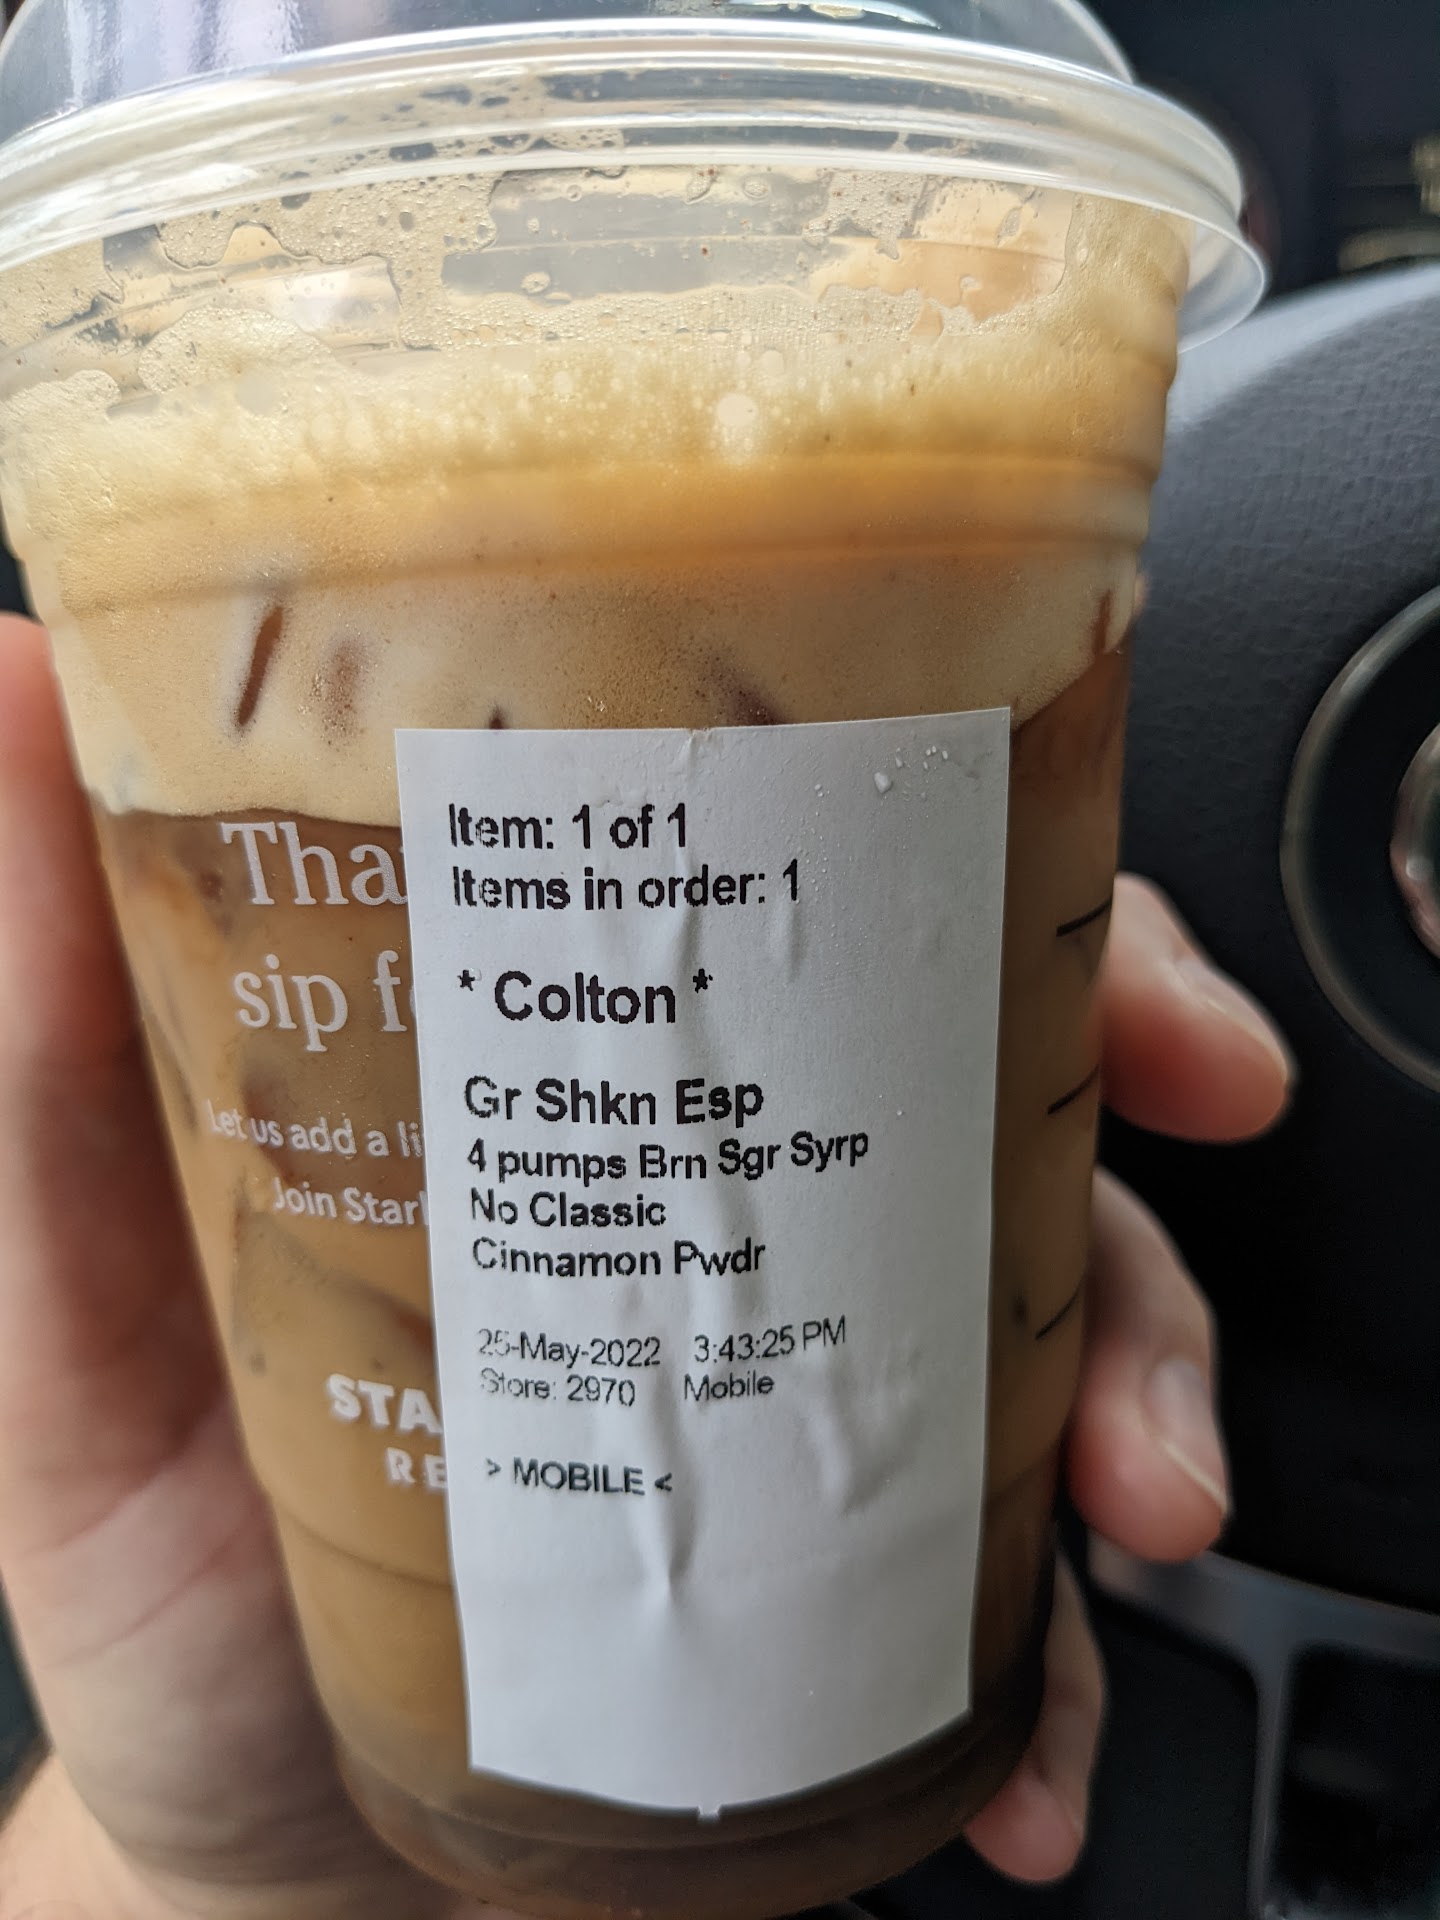 Item: 1 of 1
Items in order: 1
* Colton *
Gr Shkn Esp
4 pumps Brn Sgr Syrp
No Classic
Cinnamon Pwdr
25-May-2022 3:43:25 PM
Store: 2970 Mobile
> MOBILE <
Tha
sip f
Let us add a li
Join Star
STA
RE